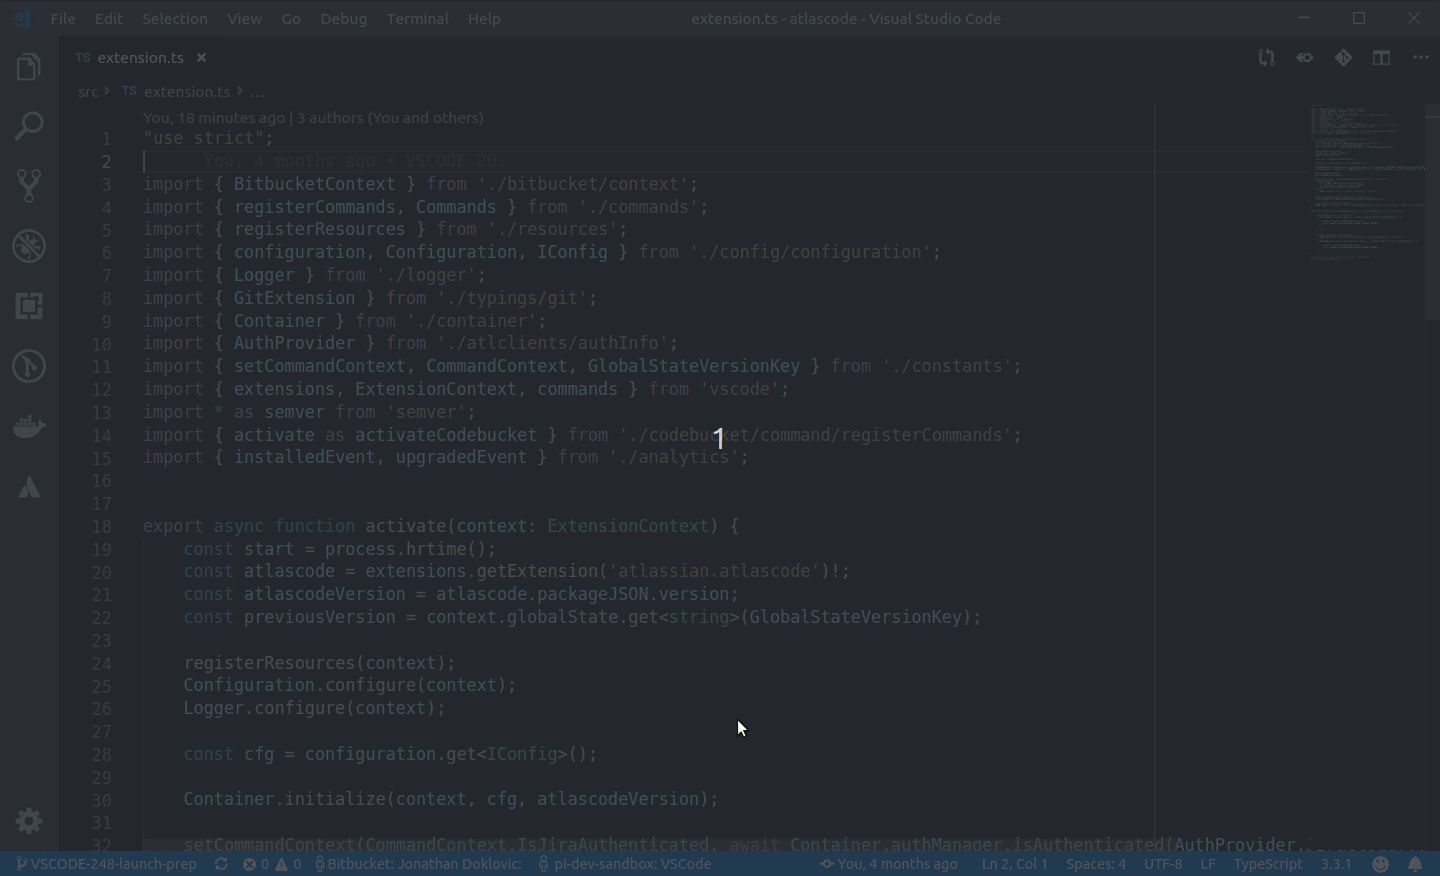 File Edit Selection View Go Debug Terminal Help extension.ts - atlascode - Visual Studio Code
TS extension.ts
src TS extension.ts ...
You, 18 minutes ago | 3 authors (You and others)
1 "use strict";
2 You, 4 months ago • VSCODE-28:
3 import { BitbucketContext } from './bitbucket/context';
4 import { registerCommands, Commands } from './commands';
5 import { registerResources } from './resources';
6 import { configuration, Configuration, IConfig } from './config/configuration';
7 import { Logger } from './logger';
8 import { GitExtension } from './typings/git';
9 import { Container } from './container';
10 import { AuthProvider } from './atlclients/authInfo';
11 import { setCommandContext, CommandContext, GlobalStateVersionKey } from './constants';
12 import { extensions, ExtensionContext, commands } from 'vscode';
13 import * as semver from 'semver';
14 import { activate as activateCodebucket } from './codebucket/command/registerCommands';
1
15 import { installedEvent, upgradedEvent } from './analytics';
16
17
18 export async function activate(context: ExtensionContext) {
19 const start = process.hrtime();
20 const atlascode = extensions.getExtension('atlassian.atlascode')!;
21 const atlascodeVersion = atlascode.packageJSON.version;
22 const previousVersion = context.globalState.get<string>(GlobalStateVersionKey);
23
24 registerResources(context);
25 Configuration.configure(context);
26 Logger.configure(context);
27
28 const cfg = configuration.get<IConfig>();
29
30 Container.initialize(context, cfg, atlascodeVersion);
31
32 setCommandContext(CommandContext.IsJiraAuthenticated, await Container.authManager.isAuthenticated(AuthProvider.
VSCODE-248-launch-prep 0 0 Bitbucket: Jonathan Doklovic: pi-dev-sandbox: VSCode You, 4 months ago Ln 2, Col 1 Spaces: 4 UTF-8 LF TypeScript 3.3.1